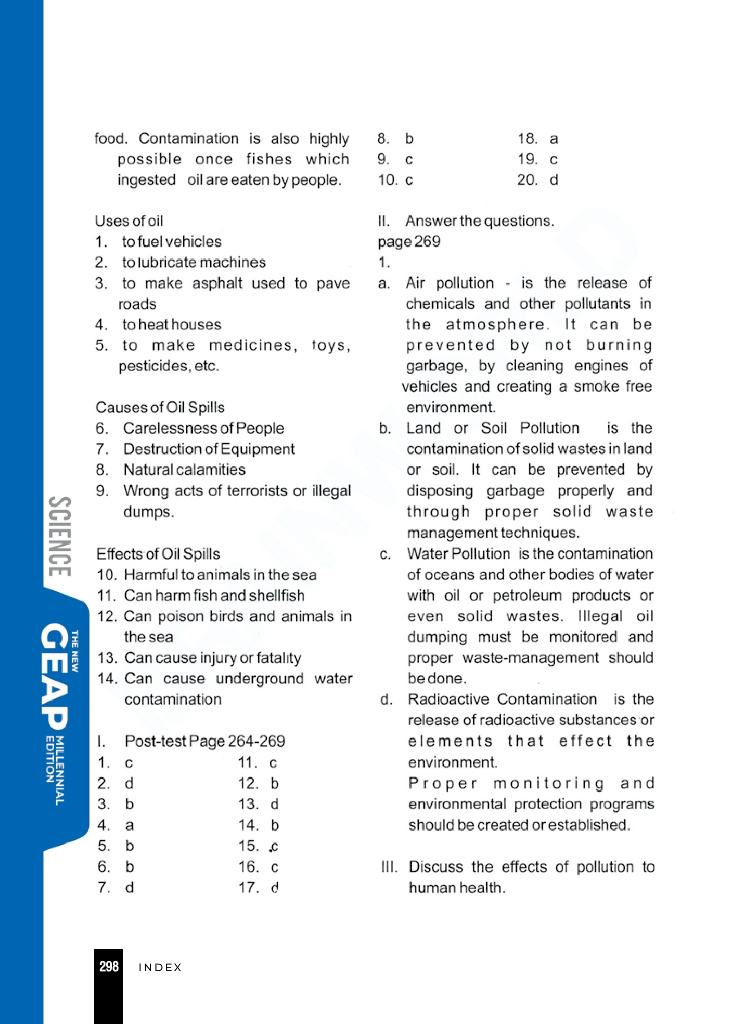 food. Contamination is also highly
possible once fishes which
ingested oil are eaten by people.
Uses of oil
1. to fuel vehicles
2. to lubricate machines
3. to make asphalt used to pave
roads
4. to heat houses
5. to make medicines, toys,
pesticides, etc.
Causes of Oil Spills
6. Carelessness of People
7. Destruction of Equipment
8. Natural calamities
9. Wrong acts of terrorists or illegal
dumps.
Effects of Oil Spills
10. Harmful to animals in the sea
11. Can harm fish and shellfish
12. Can poison birds and animals in
the sea
13. Can cause injury or fatality
14. Can cause underground water
contamination
I. Post-test Page 264-269
1. c 11. c
2. d 12. b
3. b 13. d
4. a 14. b
5. b 15. c
6. b 16. c
7. d 17. d
8. b 18. a
9. c 19. c
10. c 20. d
II. Answer the questions.
page 269
1.
a. Air pollution - is the release of
chemicals and other pollutants in
the atmosphere. It can be
prevented by not burning
garbage, by cleaning engines of
vehicles and creating a smoke free
environment.
b. Land or Soil Pollution is the
contamination of solid wastes in land
or soil. It can be prevented by
disposing garbage properly and
through proper solid waste
management techniques.
c. Water Pollution is the contamination
of oceans and other bodies of water
with oil or petroleum products or
even solid wastes. Illegal oil
dumping must be monitored and
proper waste-management should
be done.
d. Radioactive Contamination is the
release of radioactive substances or
elements that effect the
environment.
Proper monitoring and
environmental protection programs
should be created or established.
III. Discuss the effects of pollution to
human health.
SCIENCE
THE NEW
GEAP
MILLENNIAL
EDITION
298 INDEX